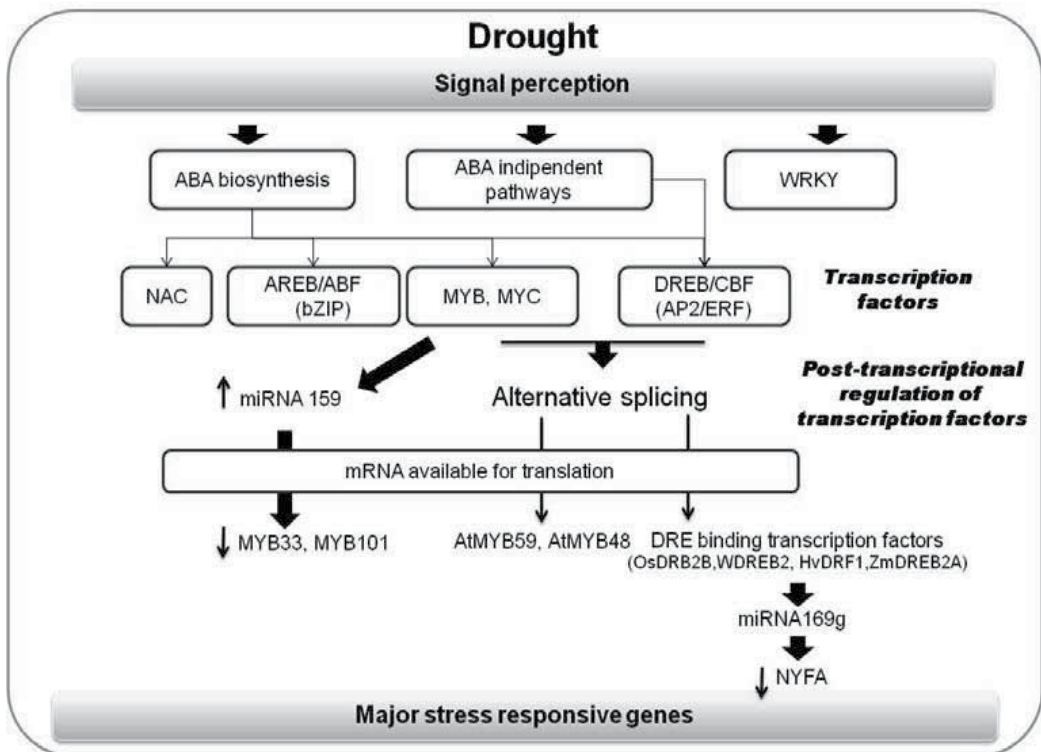 Drought
Signal perception
ABA biosynthesis
ABA indipendent
pathways
WRKY
NAC
AREB/ABF
(bZIP)
MYB, MYC
DREB/CBF
(AP2/ERF)
Transcription
factors
↑ miRNA 159
Alternative splicing
Post-transcriptional
regulation of
transcription factors
mRNA available for translation
↓ MYB33, MYB101
AtMYB59, AtMYB48
DRE binding transcription factors
(OsDRB2B,WDREB2, HvDRF1,ZmDREB2A)
miRNA169g
↓ NYFA
Major stress responsive genes